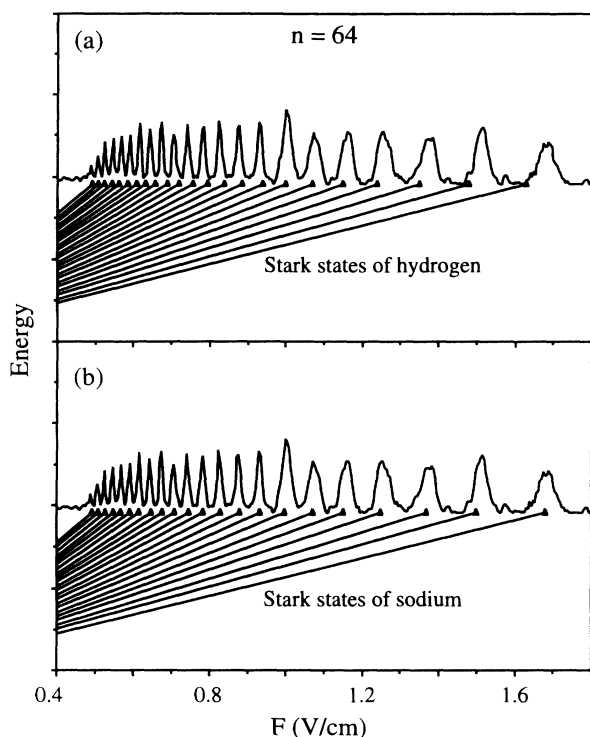 (a)
n = 64
Stark states of hydrogen
Energy
(b)
Stark states of sodium
0.4 0.8 1.2 1.6
F (V/cm)